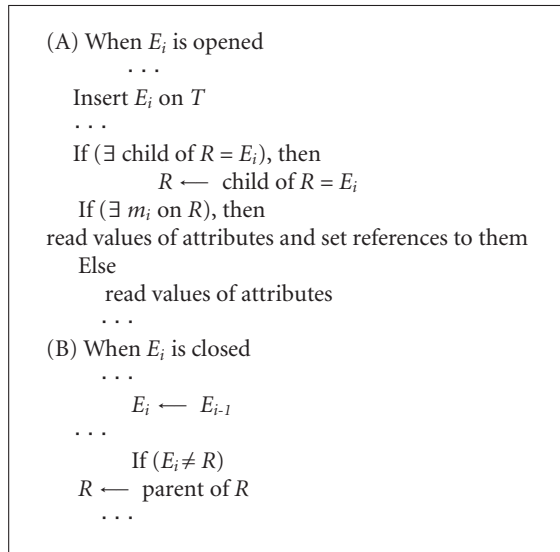 (A) When Eᵢ is opened
. . .
Insert Eᵢ on T
. . .
If (∃ child of R = Eᵢ), then
R ← child of R = Eᵢ
If (∃ mᵢ on R), then
read values of attributes and set references to them
Else
read values of attributes
. . .
(B) When Eᵢ is closed
. . .
Eᵢ ← Eᵢ₋₁
. . .
If (Eᵢ ≠ R)
R ← parent of R
. . .